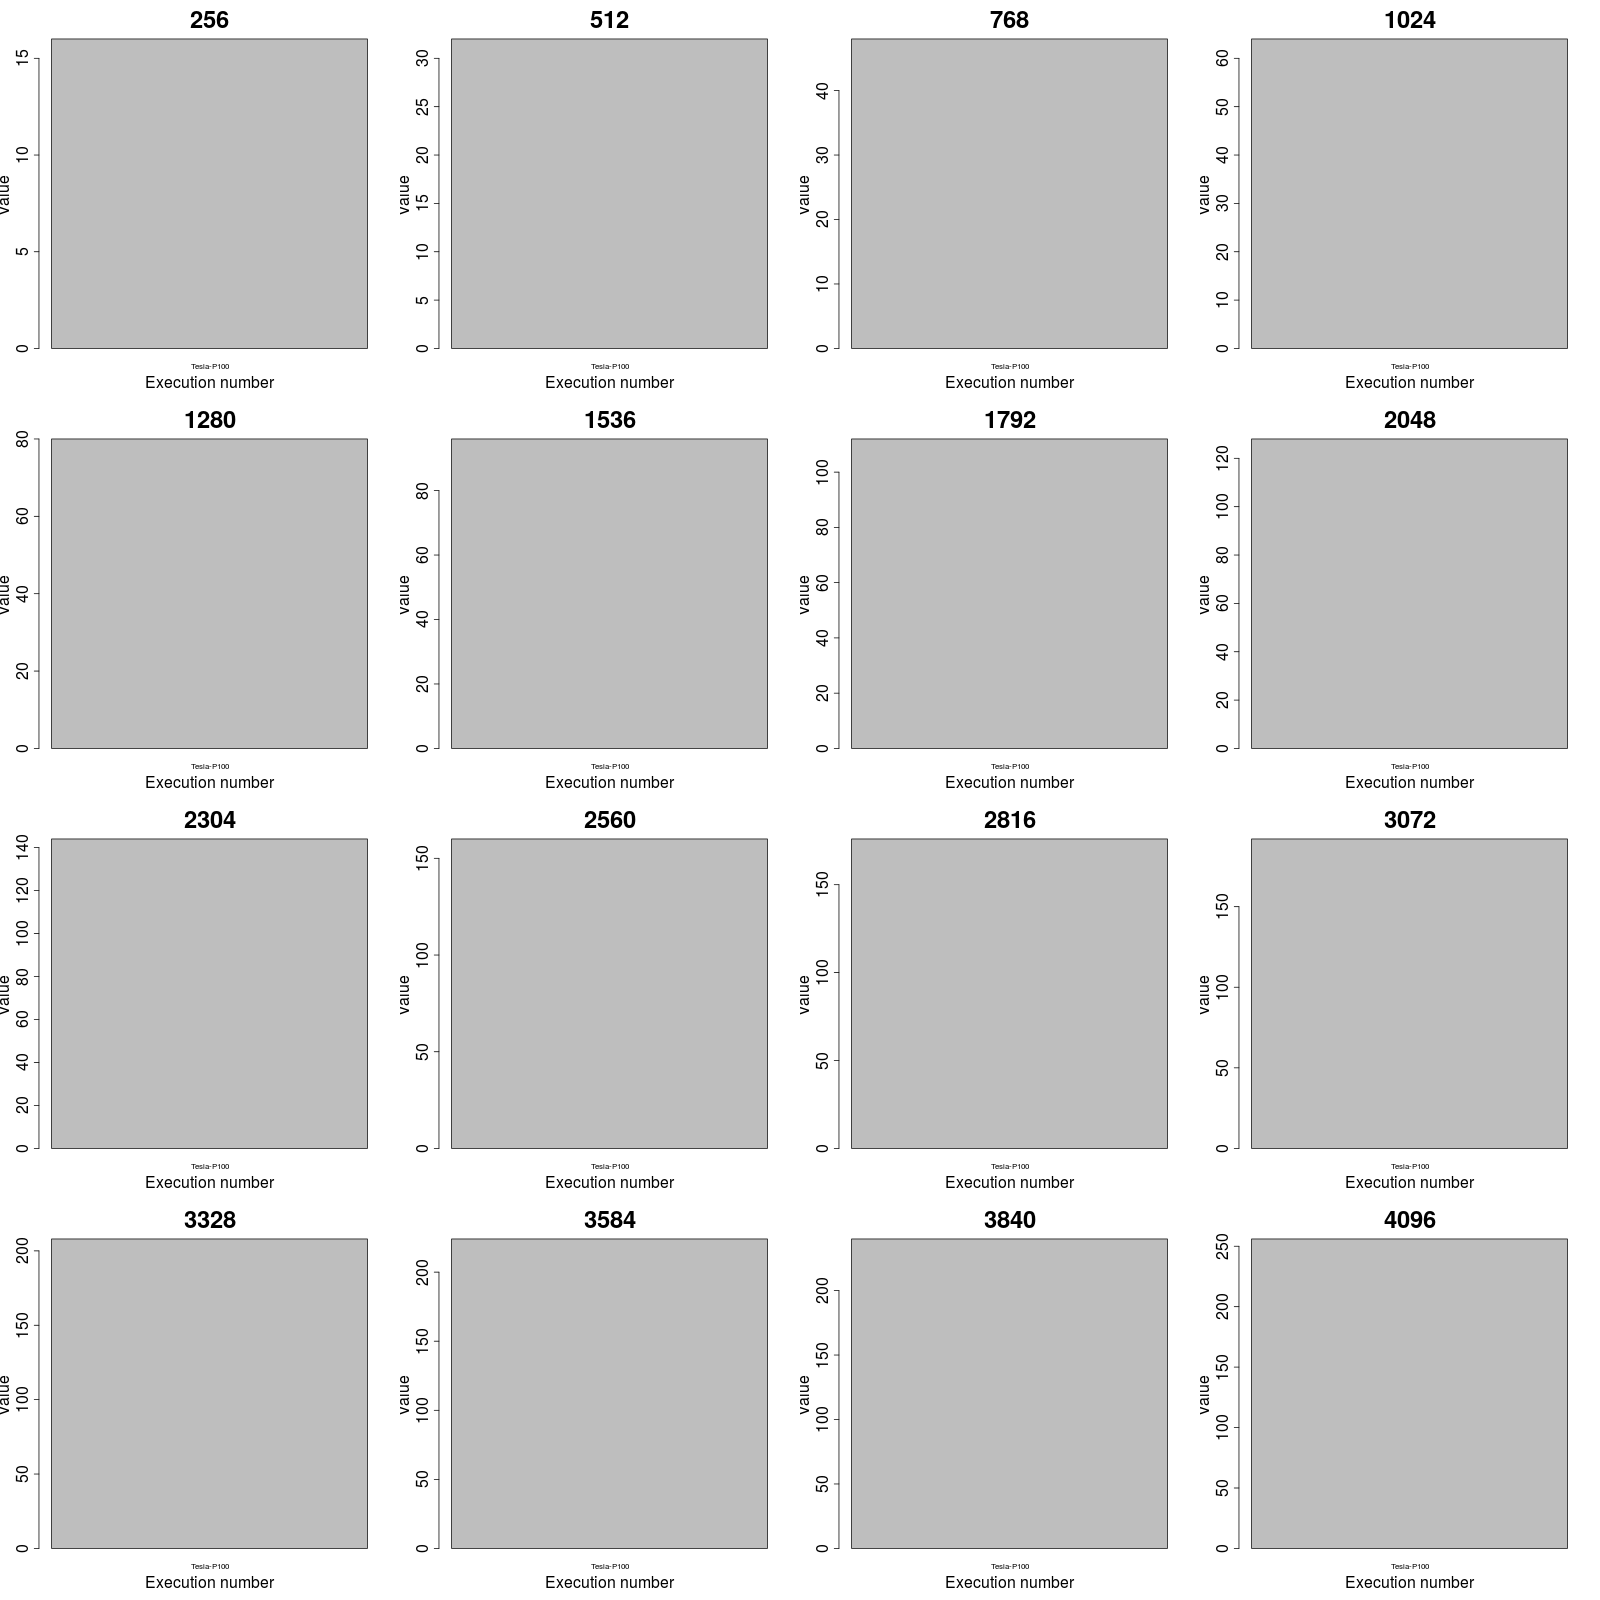 256 512 768 1024
value 0 5 10 15
value 0 5 10 15 20 25 30
value 0 10 20 30 40
value 0 10 20 30 40 50 60
Tesla-P100 Tesla-P100 Tesla-P100 Tesla-P100
Execution number Execution number Execution number Execution number
1280 1536 1792 2048
value 0 20 40 60 80
value 0 20 40 60 80
value 0 20 40 60 80 100
value 0 20 40 60 80 100 120
Tesla-P100 Tesla-P100 Tesla-P100 Tesla-P100
Execution number Execution number Execution number Execution number
2304 2560 2816 3072
value 0 20 40 60 80 100 120 140
value 0 50 100 150
value 0 50 100 150
value 0 50 100 150
Tesla-P100 Tesla-P100 Tesla-P100 Tesla-P100
Execution number Execution number Execution number Execution number
3328 3584 3840 4096
value 0 50 100 150 200
value 0 50 100 150 200
value 0 50 100 150 200
value 0 50 100 150 200 250
Tesla-P100 Tesla-P100 Tesla-P100 Tesla-P100
Execution number Execution number Execution number Execution number